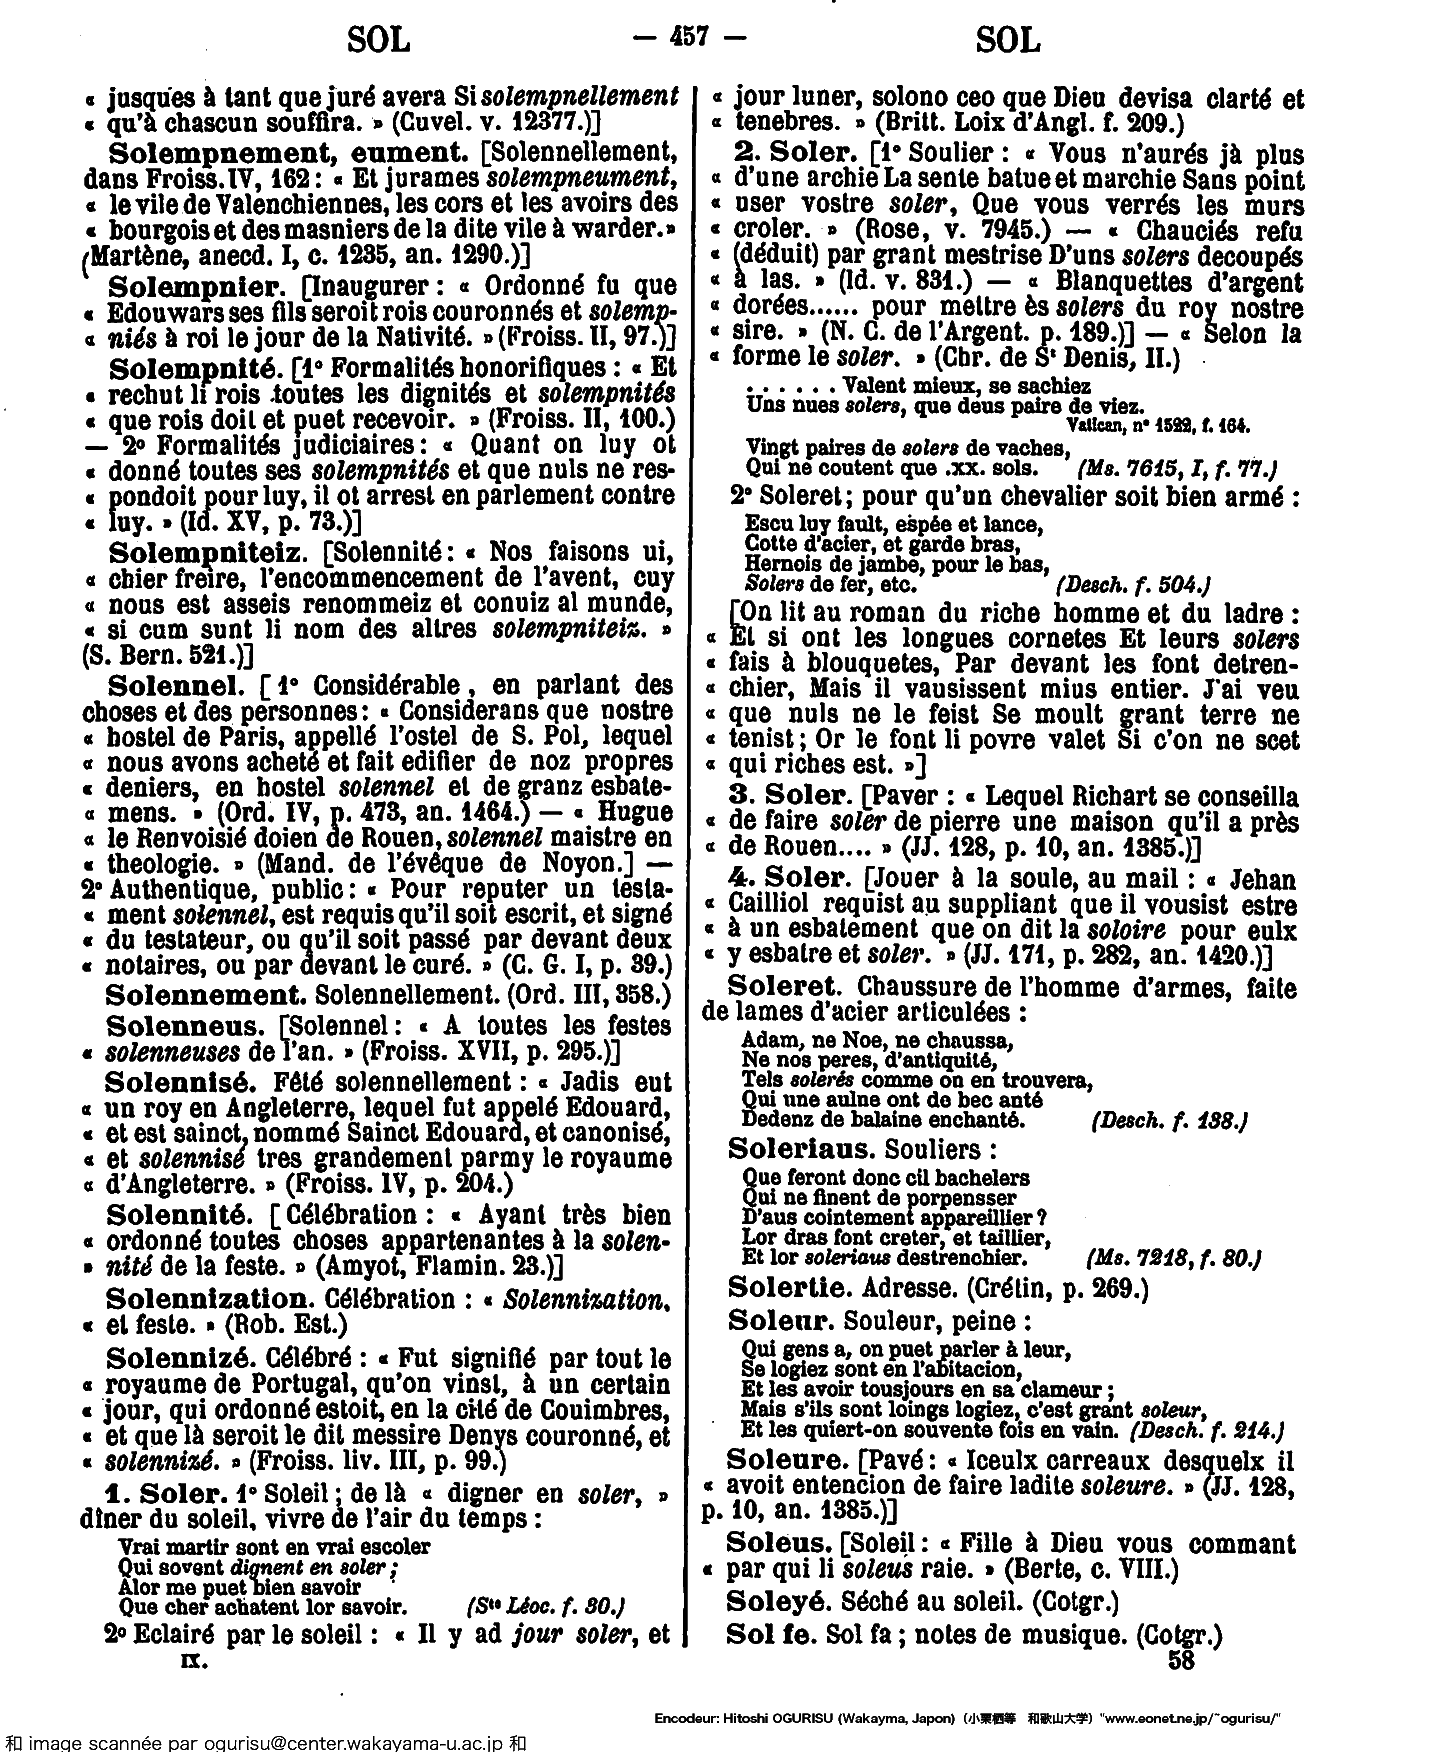 SOL — 457 — SOL
« jusques à tant que juré avera Si solempnellement
« qu'à chascun souffira. » (Cuvel. v. 12377.)]
Solempnement, eument. [Solennellement,
dans Froiss. IV, 162 : « Et jurames solempneument,
« le vile de Valenchiennes, les cors et les avoirs des
« bourgois et des masniers de la dite vile à warder. »
(Martène, anecd. I, c. 1235, an. 1290.)]
Solempnier. [Inaugurer : « Ordonné fu que
« Edouwars ses fils seroit rois couronnés et solemp-
« niés à roi le jour de la Nativité. » (Froiss. II, 97.)]
Solempnité. [1° Formalités honorifiques : « Et
« rechut li rois toutes les dignités et solempnités
« que rois doit et puet recevoir. » (Froiss. II, 100.)
— 2° Formalités judiciaires : « Quant on luy ot
« donné toutes ses solempnités et que nuls ne res-
« pondoit pour luy, il ot arrest en parlement contre
« luy. » (Id. XV, p. 73.)]
Solempniteiz. [Solennité : « Nos faisons ui,
« chier freire, l'encommencement de l'avent, cuy
« nous est asseis renommeiz et conuiz al munde,
« si cum sunt li nom des altres solempniteiz. »
(S. Bern. 521.)]
Solennel. [1° Considérable, en parlant des
choses et des personnes : « Considerans que nostre
« hostel de Paris, appellé l'ostel de S. Pol, lequel
« nous avons acheté et fait edifier de noz propres
« deniers, en hostel solennel et de granz esbate-
« mens. » (Ord. IV, p. 473, an. 1464.) — « Hugue
« le Renvoisié doien de Rouen, solennel maistre en
« theologie. » (Mand. de l'évêque de Noyon.] —
2° Authentique, public : « Pour reputer un testa-
« ment solennel, est requis qu'il soit escrit, et signé
« du testateur, ou qu'il soit passé par devant deux
« notaires, ou par devant le curé. » (C. G. I, p. 39.)
Solennement. Solennellement. (Ord. III, 358.)
Solenneus. [Solennel : « A toutes les festes
« solenneuses de l'an. » (Froiss. XVII, p. 295.)]
Solennisé. Fêté solennellement : « Jadis eut
« un roy en Angleterre, lequel fut appelé Edouard,
« et est sainct, nommé Sainct Edouard, et canonisé,
« et solennisé tres grandement parmy le royaume
« d'Angleterre. » (Froiss. IV, p. 204.)
Solennité. [Célébration : « Ayant très bien
« ordonné toutes choses appartenantes à la solen-
» nité de la feste. » (Amyot, Flamin. 23.)]
Solennization. Célébration : « Solennization,
« et feste. » (Rob. Est.)
Solennizé. Célébré : « Fut signifié par tout le
« royaume de Portugal, qu'on vinst, à un certain
« jour, qui ordonné estoit, en la cité de Couimbres,
« et que là seroit le dit messire Denys couronné, et
« solennizé. » (Froiss. liv. III, p. 99.)
1. Soler. 1° Soleil ; de là « digner en soler, »
dîner du soleil, vivre de l'air du temps :
Vrai martir sont en vrai escoler
Qui sovent dignent en soler ;
Alor me puet bien savoir
Que cher achatent lor savoir. (Ste Léoc. f. 30.)
2° Eclairé par le soleil : « Il y ad jour soler, et
IX.
« jour luner, solono ceo que Dieu devisa clarté et
« tenebres. » (Britt. Loix d'Angl. f. 209.)
2. Soler. [1° Soulier : « Vous n'aurés jà plus
« d'une archie La sente batue et marchie Sans point
« user vostre soler, Que vous verrés les murs
« croler. » (Rose, v. 7945.) — « Chauciés refu
« (déduit) par grant mestrise D'uns solers decoupés
« à las. » (Id. v. 831.) — « Blanquettes d'argent
« dorées...... pour mettre ès solers du roy nostre
« sire. » (N. C. de l'Argent. p. 189.)] — « Selon la
« forme le soler. » (Chr. de St Denis, II.)
...... Valent mieux, se sachiez
Uns nues solers, que deus paire de viez.
Vatican, n° 1522, f. 164.
Vingt paires de solers de vaches,
Qui ne coutent que .xx. sols. (Ms. 7615, I, f. 77.)
2° Soleret ; pour qu'un chevalier soit bien armé :
Escu luy fault, espée et lance,
Cotte d'acier, et garde bras,
Hernois de jambe, pour le bas,
Solers de fer, etc. (Desch. f. 504.)
[On lit au roman du riche homme et du ladre :
« Et si ont les longues cornetes Et leurs solers
« fais à blouquetes, Par devant les font detren-
« chier, Mais il vausissent mius entier. J'ai veu
« que nuls ne le feist Se moult grant terre ne
« tenist ; Or le font li povre valet Si c'on ne scet
« qui riches est. »]
3. Soler. [Paver : « Lequel Richart se conseilla
« de faire soler de pierre une maison qu'il a près
« de Rouen.... » (JJ. 128, p. 10, an. 1385.)]
4. Soler. [Jouer à la soule, au mail : « Jehan
« Cailliol requist au suppliant que il vousist estre
« à un esbatement que on dit la soloire pour eulx
« y esbatre et soler. » (JJ. 171, p. 282, an. 1420.)]
Soleret. Chaussure de l'homme d'armes, faite
de lames d'acier articulées :
Adam, ne Noe, ne chaussa,
Ne nos peres, d'antiquité,
Tels solerés comme on en trouvera,
Qui une aulne ont de bec anté
Dedenz de balaine enchanté. (Desch. f. 138.)
Soleriaus. Souliers :
Que feront donc cil bachelers
Qui ne finent de porpensser
D'aus cointement appareillier ?
Lor dras font creter, et taillier,
Et lor soleriaus destrenchier. (Ms. 7218, f. 80.)
Solertie. Adresse. (Crétin, p. 269.)
Soleur. Souleur, peine :
Qui gens a, on puet parler à leur,
Se logiez sont en l'abitacion,
Et les avoir tousjours en sa clameur ;
Mais s'ils sont loings logiez, c'est grant soleur,
Et les quiert-on souvente fois en vain. (Desch. f. 214.)
Soleure. [Pavé : « Iceulx carreaux desquelx il
« avoit entencion de faire ladite soleure. » (JJ. 128,
p. 10, an. 1385.)]
Soleus. [Soleil : « Fille à Dieu vous commant
« par qui li soleus raie. » (Berte, c. VIII.)
Soleyé. Séché au soleil. (Cotgr.)
Sol fe. Sol fa ; notes de musique. (Cotgr.)
58
Encodeur: Hitoshi OGURISU (Wakayma, Japon) (小栗栖等 和歌山大学) "www.eonet.ne.jp/~ogurisu/"
和 image scannée par ogurisu@center.wakayama-u.ac.jp 和